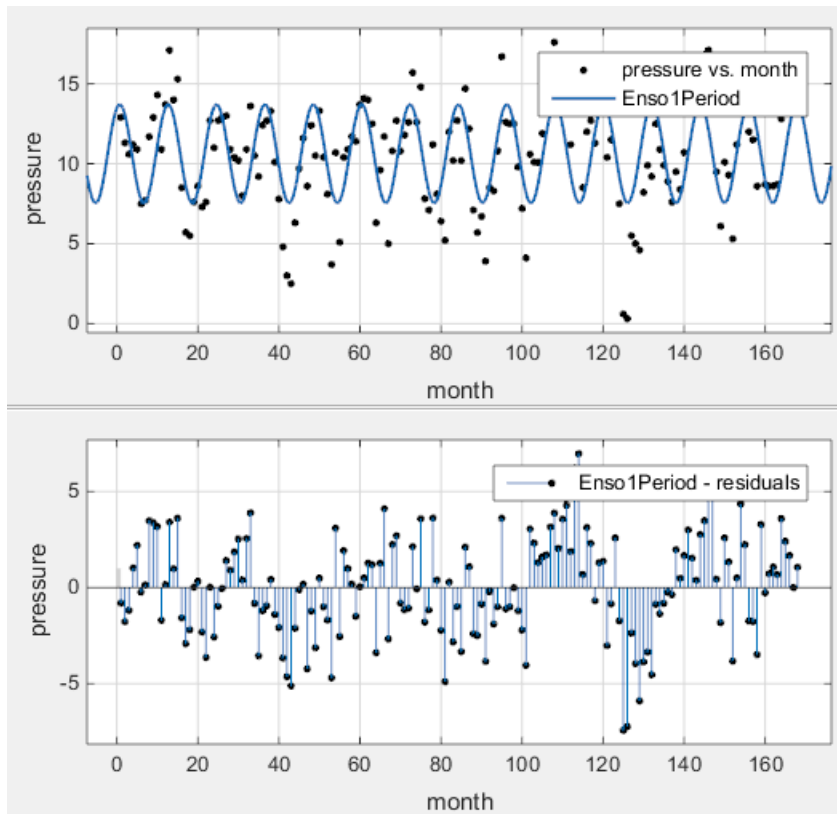 15
10
5
0
pressure
pressure vs. month
Enso1Period
0 20 40 60 80 100 120 140 160
month
5
0
-5
pressure
Enso1Period - residuals
0 20 40 60 80 100 120 140 160
month